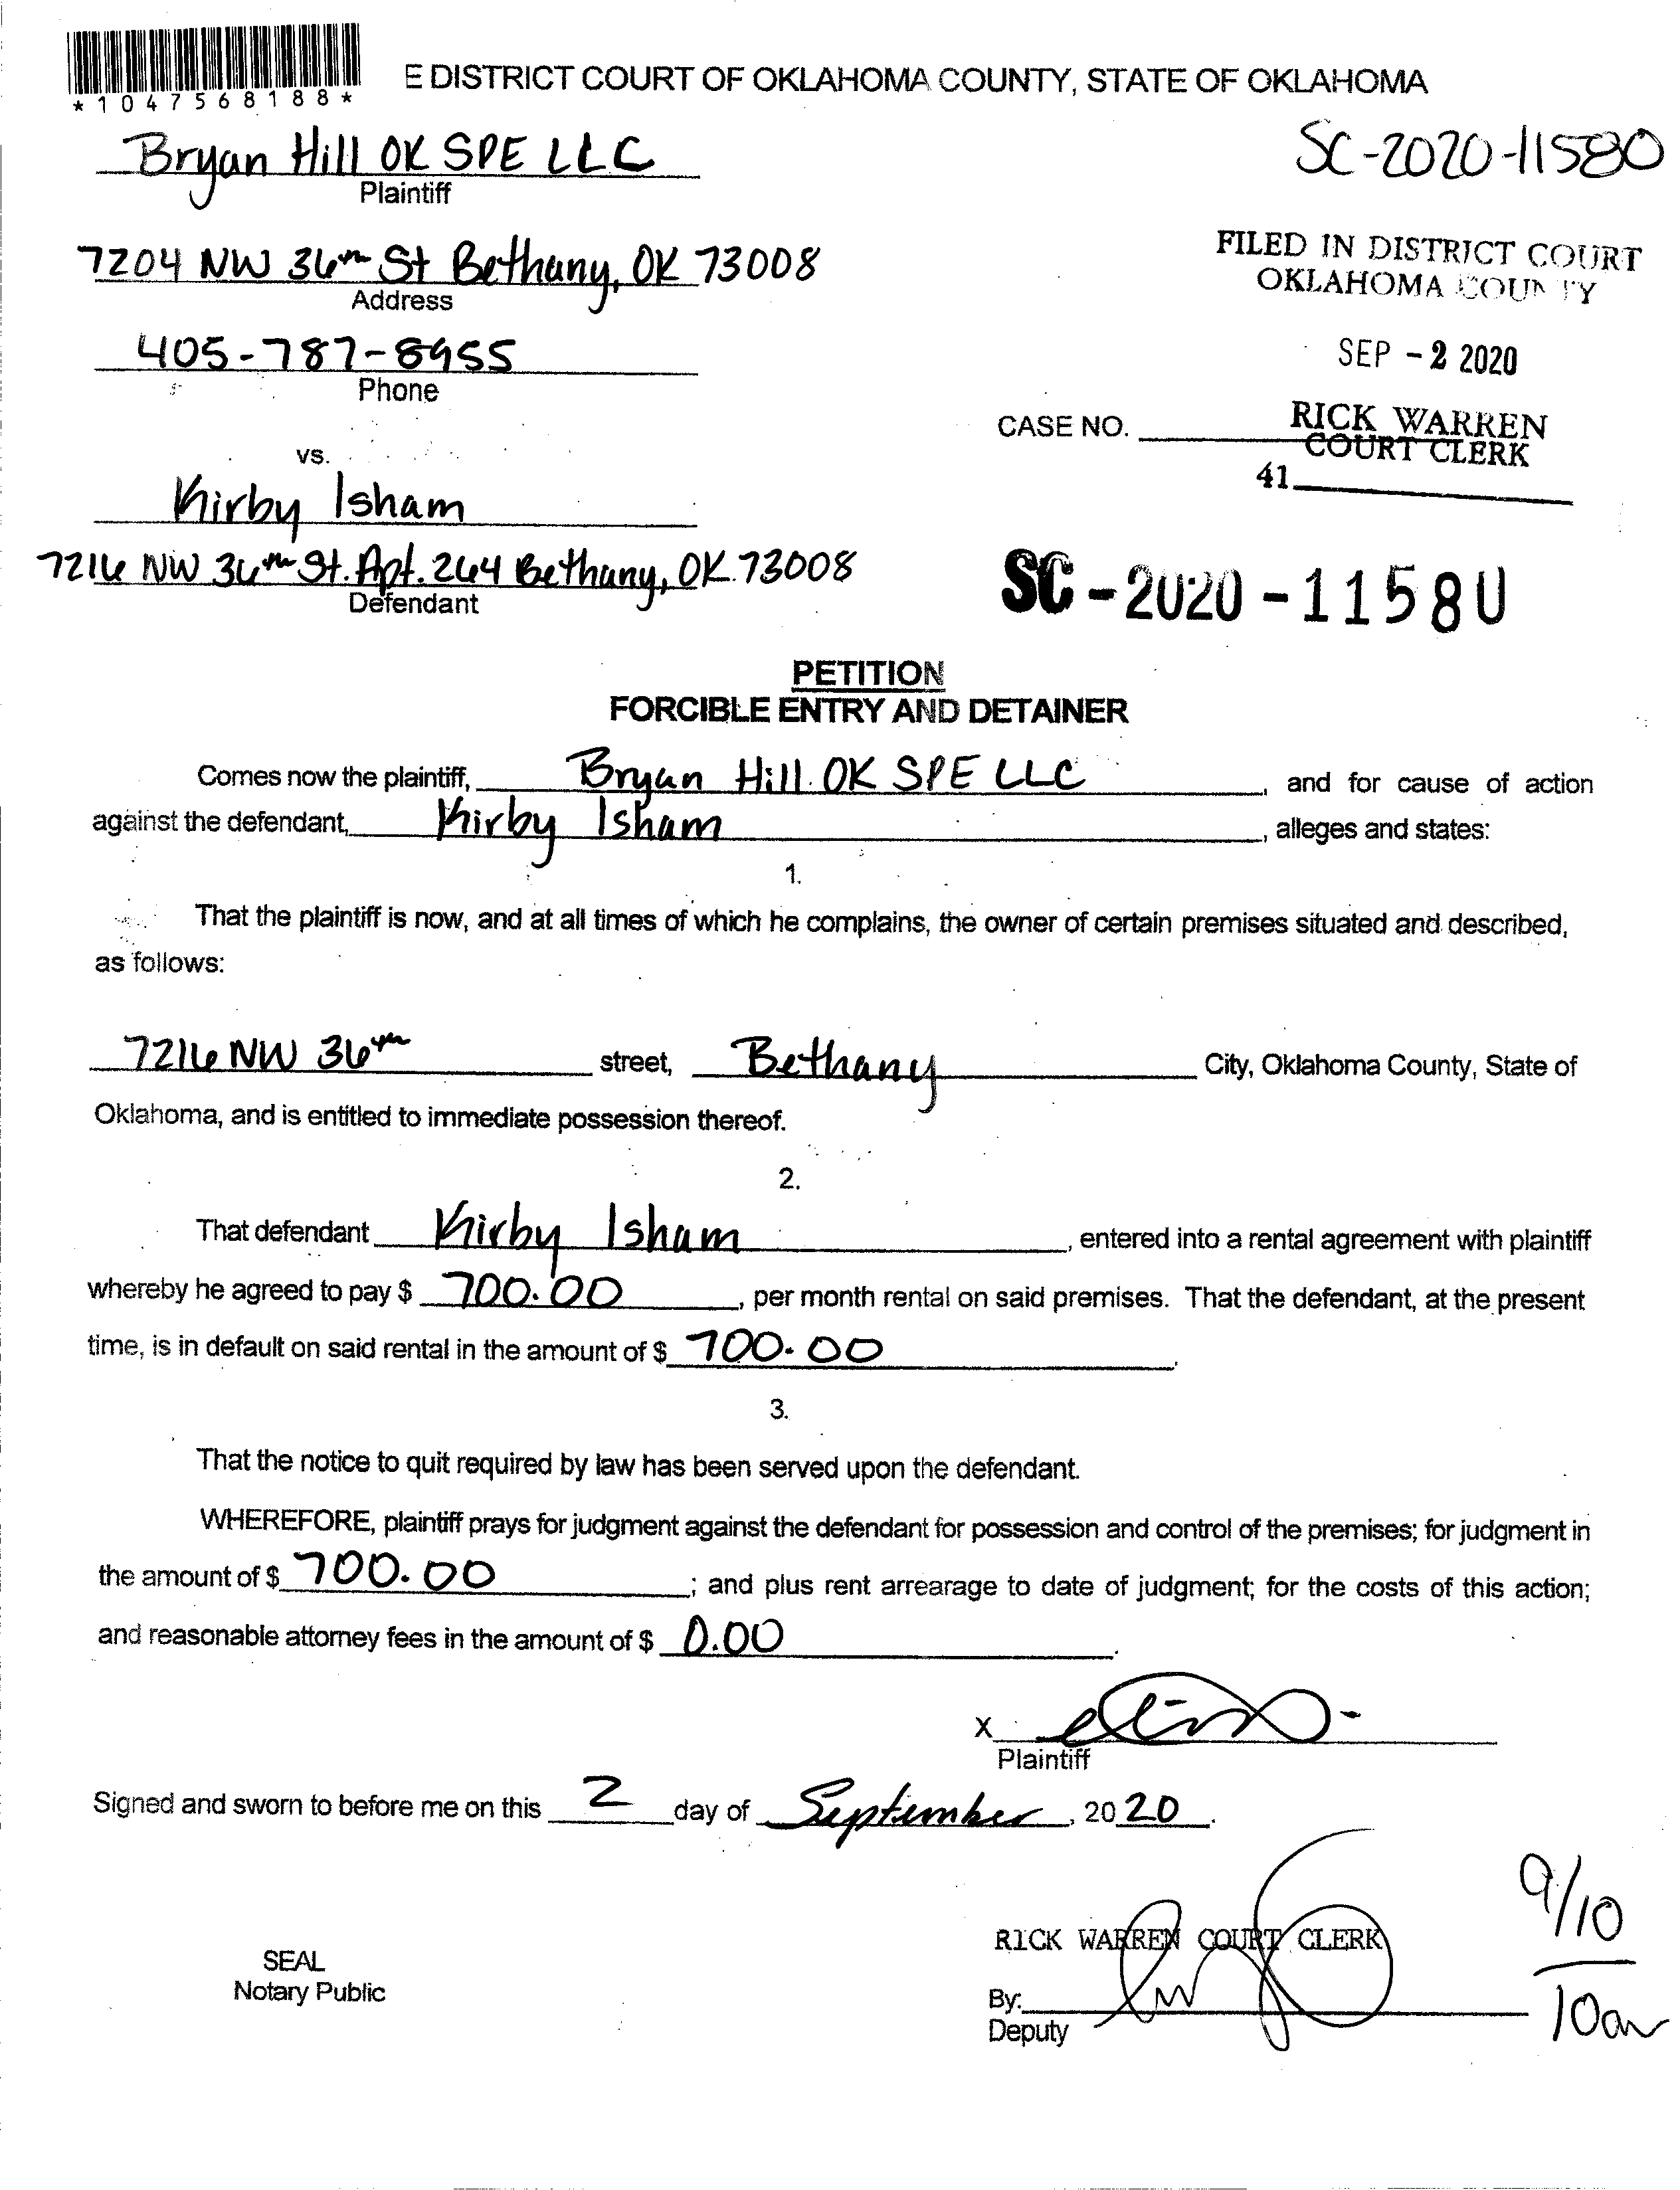 *1047568188*
E DISTRICT COURT OF OKLAHOMA COUNTY, STATE OF OKLAHOMA
Bryan Hill OK SPE LLC
Plaintiff
SC-2020-11580
7204 NW 36th St Bethany, OK 73008
Address
FILED IN DISTRICT COURT
OKLAHOMA COUNTY
405-787-8955
Phone
SEP - 2 2020
CASE NO.
RICK WARREN
COURT CLERK
41
vs.
Kirby Isham
7216 NW 36th St. Apt. 264 Bethany, OK 73008
Defendant
SC - 2020 - 11580
PETITION
FORCIBLE ENTRY AND DETAINER
Comes now the plaintiff, Bryan Hill OK SPE LLC, and for cause of action
against the defendant, Kirby Isham, alleges and states:
1.
That the plaintiff is now, and at all times of which he complains, the owner of certain premises situated and described,
as follows:
7216 NW 36th street, Bethany City, Oklahoma County, State of
Oklahoma, and is entitled to immediate possession thereof.
2.
That defendant Kirby Isham, entered into a rental agreement with plaintiff
whereby he agreed to pay $ 700.00, per month rental on said premises. That the defendant, at the present
time, is in default on said rental in the amount of $ 700.00.
3.
That the notice to quit required by law has been served upon the defendant.
WHEREFORE, plaintiff prays for judgment against the defendant for possession and control of the premises; for judgment in
the amount of $ 700.00; and plus rent arrearage to date of judgment; for the costs of this action;
and reasonable attorney fees in the amount of $ 0.00.
X
Plaintiff
Signed and sworn to before me on this 2 day of September, 2020.
9/10
10am
RICK WARREN COURT CLERK
SEAL
Notary Public
By:
Deputy